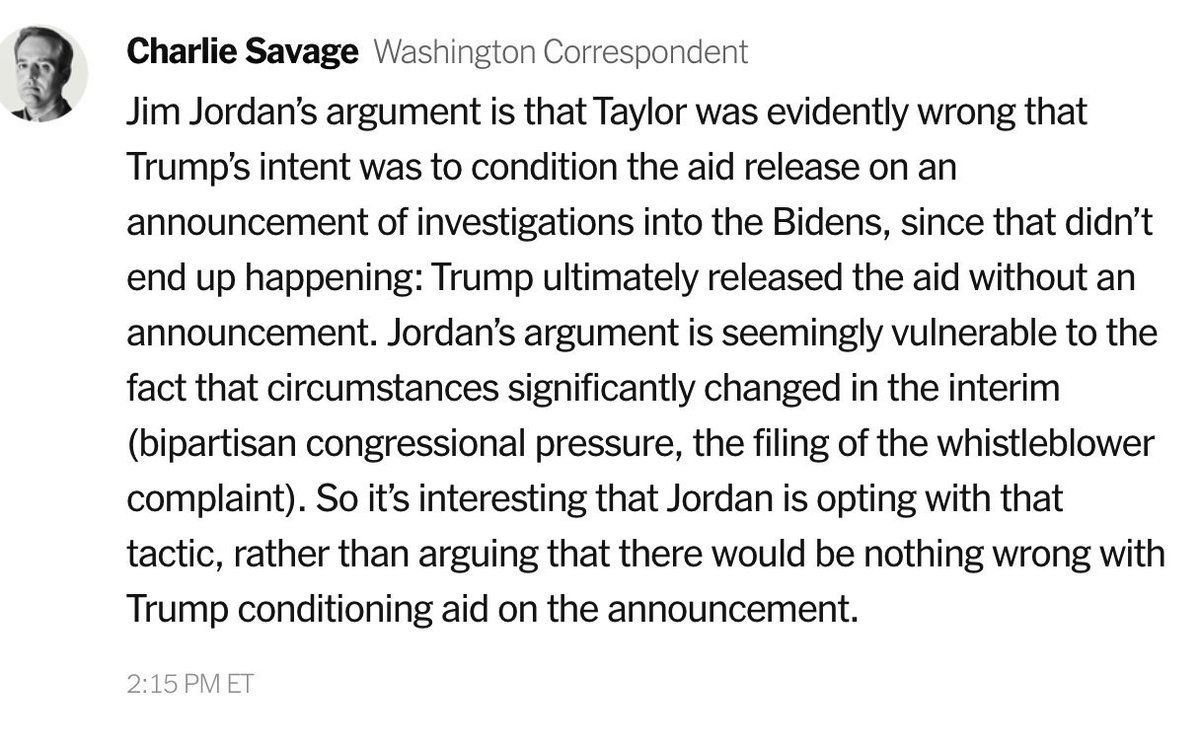 Charlie Savage Washington Correspondent
Jim Jordan’s argument is that Taylor was evidently wrong that
Trump’s intent was to condition the aid release on an
announcement of investigations into the Bidens, since that didn’t
end up happening: Trump ultimately released the aid without an
announcement. Jordan’s argument is seemingly vulnerable to the
fact that circumstances significantly changed in the interim
(bipartisan congressional pressure, the filing of the whistleblower
complaint). So it’s interesting that Jordan is opting with that
tactic, rather than arguing that there would be nothing wrong with
Trump conditioning aid on the announcement.
2:15 PM ET